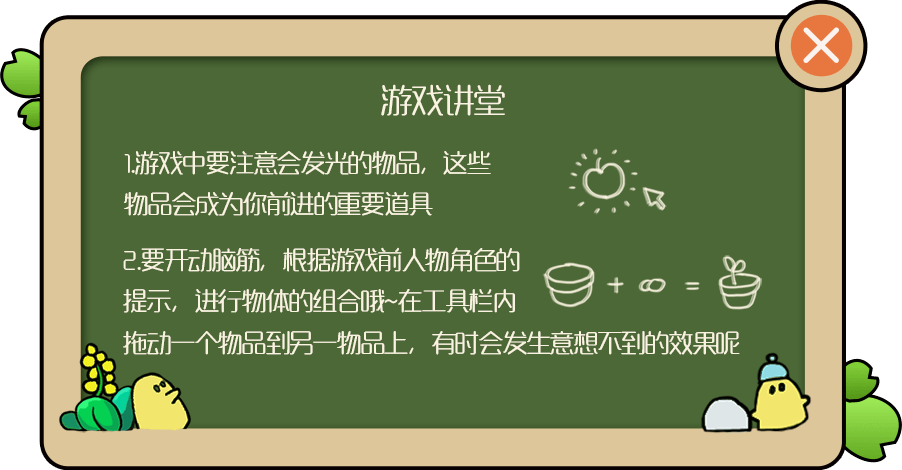 游戏讲堂
1.游戏中要注意会发光的物品，这些
物品会成为你前进的重要道具
2.要开动脑筋，根据游戏前人物角色的
提示，进行物体的组合哦~在工具栏内
拖动一个物品到另一物品上，有时会发生意想不到的效果呢